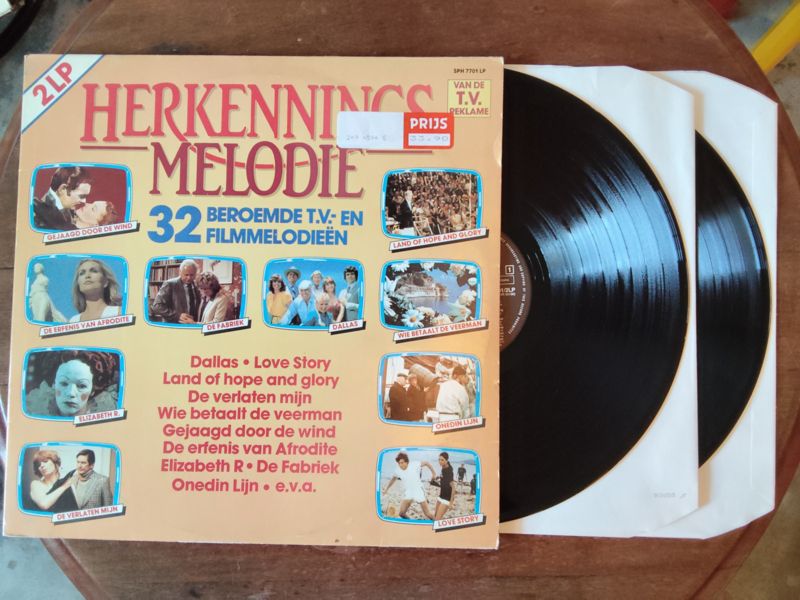 2LP
SPH 7701 LP
VAN DE
T.V.
REKLAME
HERKENNINGS
MELODIE
PRIJS
33.90
32 BEROEMDE T.V.- EN
FILMMELODIEËN
GEJAAGD DOOR DE WIND
LAND OF HOPE AND GLORY
DE ERFENIS VAN AFRODITE
DE FABRIEK
DALLAS
WIE BETAALT DE VEERMAN
ELIZABETH R.
ONEDIN LIJN
DE VERLATEN MIJN
LOVE STORY
Dallas • Love Story
Land of hope and glory
De verlaten mijn
Wie betaalt de veerman
Gejaagd door de wind
De erfenis van Afrodite
Elizabeth R • De Fabriek
Onedin Lijn • e.v.a.
1